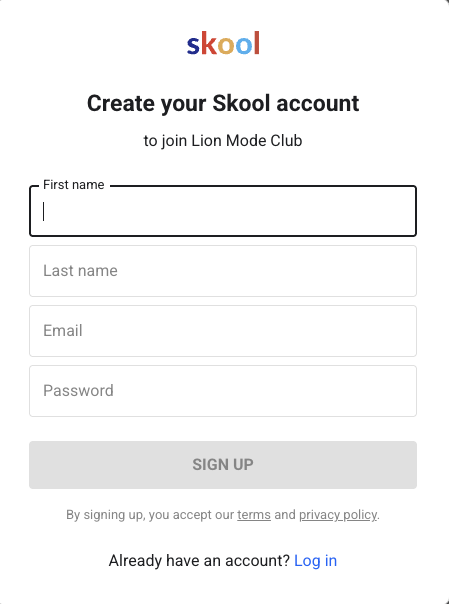 skool
Create your Skool account
to join Lion Mode Club
First name
Last name
Email
Password
SIGN UP
By signing up, you accept our terms and privacy policy.
Already have an account? Log in